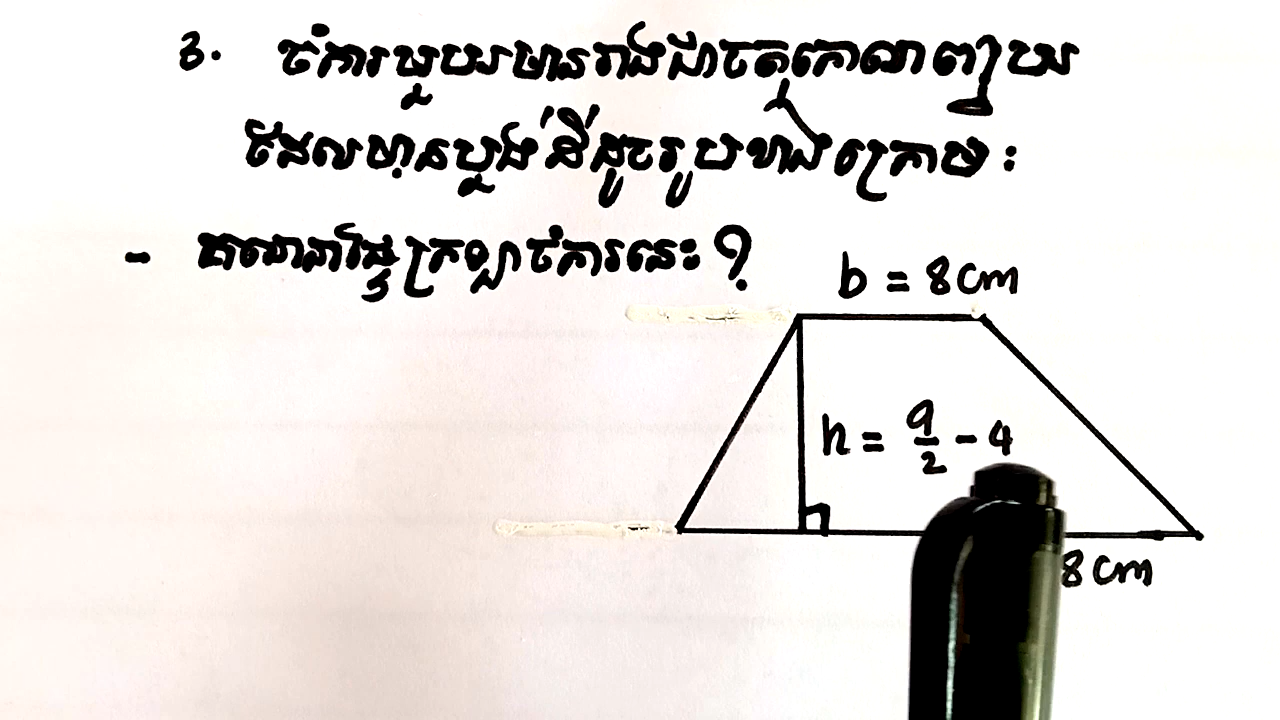 3. ចំការមួយមានរាងជាចតុកោណព្នាយ
ដែលមានប្លង់ដីដូចរូបខាងក្រោម:
- គណនាផ្ទៃក្រឡាចំការនេះ?
b = 8cm
h = 9/2 - 4
8cm